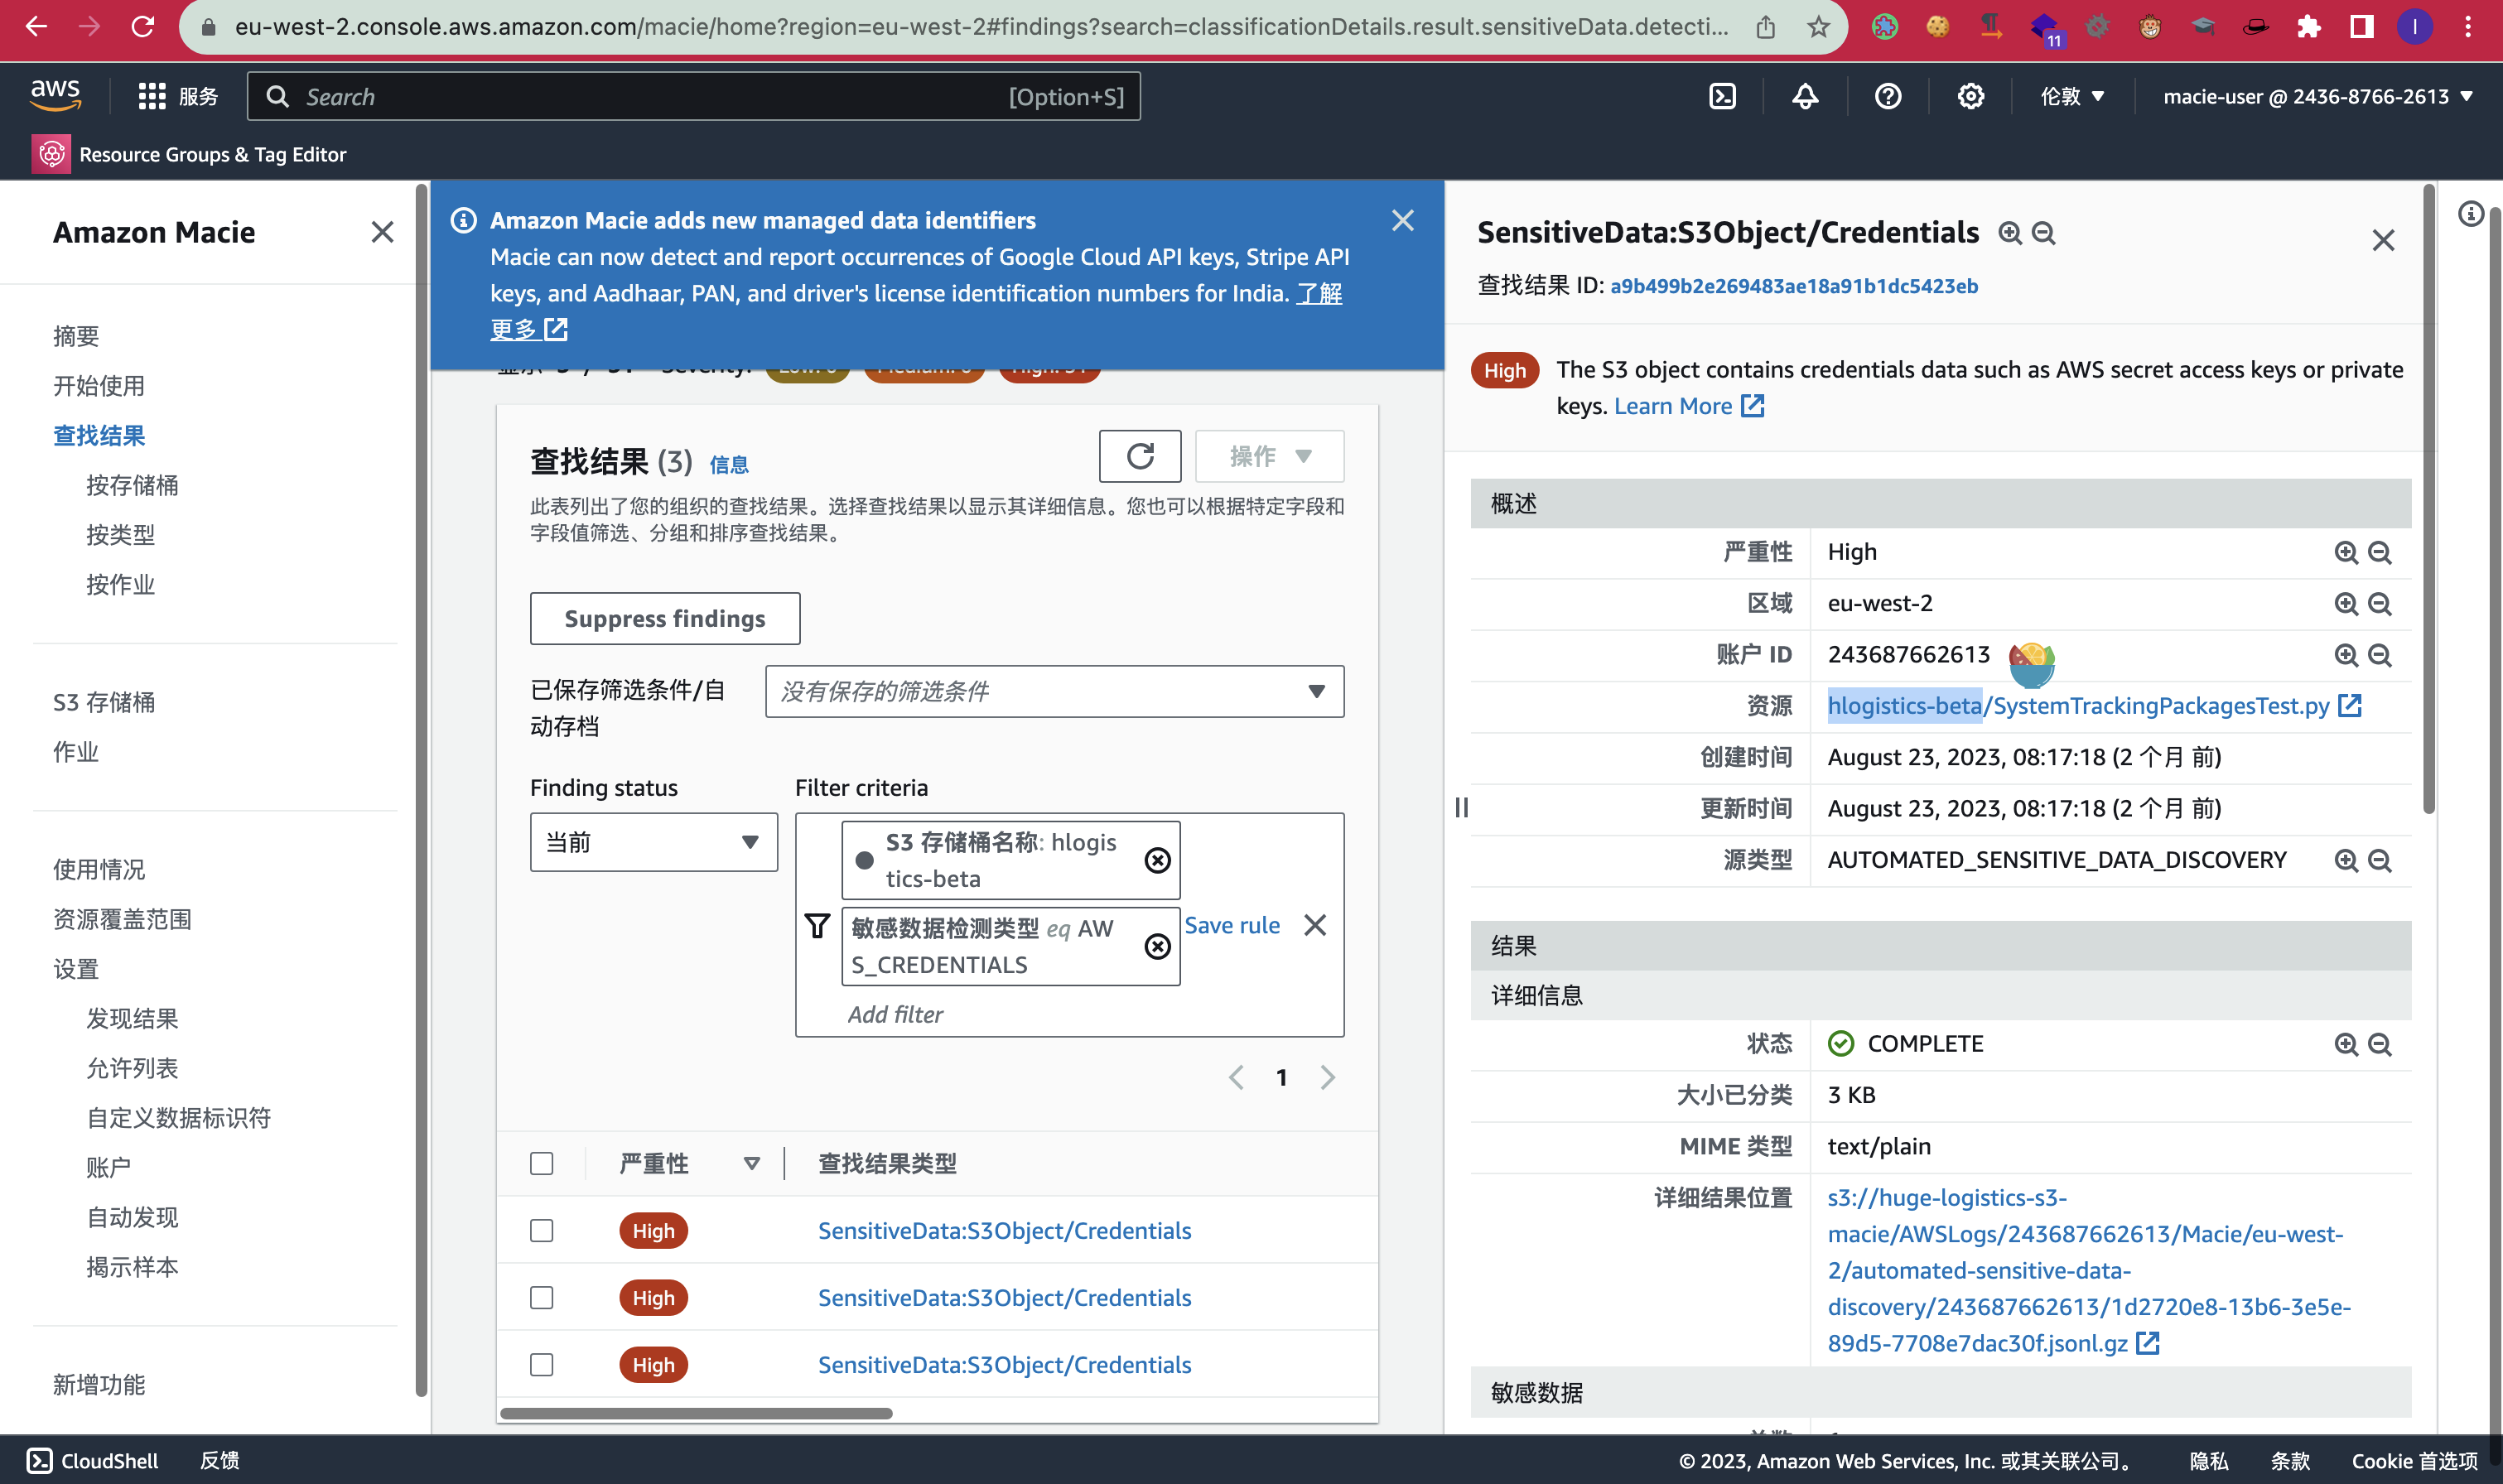 eu-west-2.console.aws.amazon.com/macie/home?region=eu-west-2#findings?search=classificationDetails.result.sensitiveData.detecti...
11
I
aws
服务
Search
[Option+S]
伦敦
macie-user @ 2436-8766-2613
Resource Groups & Tag Editor
Amazon Macie
摘要
开始使用
查找结果
按存储桶
按类型
按作业
S3 存储桶
作业
使用情况
资源覆盖范围
设置
发现结果
允许列表
自定义数据标识符
账户
自动发现
揭示样本
新增功能
Amazon Macie adds new managed data identifiers
Macie can now detect and report occurrences of Google Cloud API keys, Stripe API
keys, and Aadhaar, PAN, and driver's license identification numbers for India. 了解
更多
查找结果 (3) 信息
操作
此表列出了您的组织的查找结果。选择查找结果以显示其详细信息。您也可以根据特定字段和
字段值筛选、分组和排序查找结果。
Suppress findings
已保存筛选条件/自
动存档
没有保存的筛选条件
Finding status
Filter criteria
当前
S3 存储桶名称: hlogis
tics-beta
敏感数据检测类型 eq AW
S_CREDENTIALS
Save rule
Add filter
1
严重性
查找结果类型
High
SensitiveData:S3Object/Credentials
High
SensitiveData:S3Object/Credentials
High
SensitiveData:S3Object/Credentials
SensitiveData:S3Object/Credentials
查找结果 ID: a9b499b2e269483ae18a91b1dc5423eb
High
The S3 object contains credentials data such as AWS secret access keys or private
keys. Learn More
概述
严重性 High
区域 eu-west-2
账户 ID 243687662613
资源 hlogistics-beta/SystemTrackingPackagesTest.py
创建时间 August 23, 2023, 08:17:18 (2 个月 前)
更新时间 August 23, 2023, 08:17:18 (2 个月 前)
源类型 AUTOMATED_SENSITIVE_DATA_DISCOVERY
结果
详细信息
状态 COMPLETE
大小已分类 3 KB
MIME 类型 text/plain
详细结果位置 s3://huge-logistics-s3-
macie/AWSLogs/243687662613/Macie/eu-west-
2/automated-sensitive-data-
discovery/243687662613/1d2720e8-13b6-3e5e-
89d5-7708e7dac30f.jsonl.gz
敏感数据
CloudShell
反馈
© 2023, Amazon Web Services, Inc. 或其关联公司。
隐私
条款
Cookie 首选项